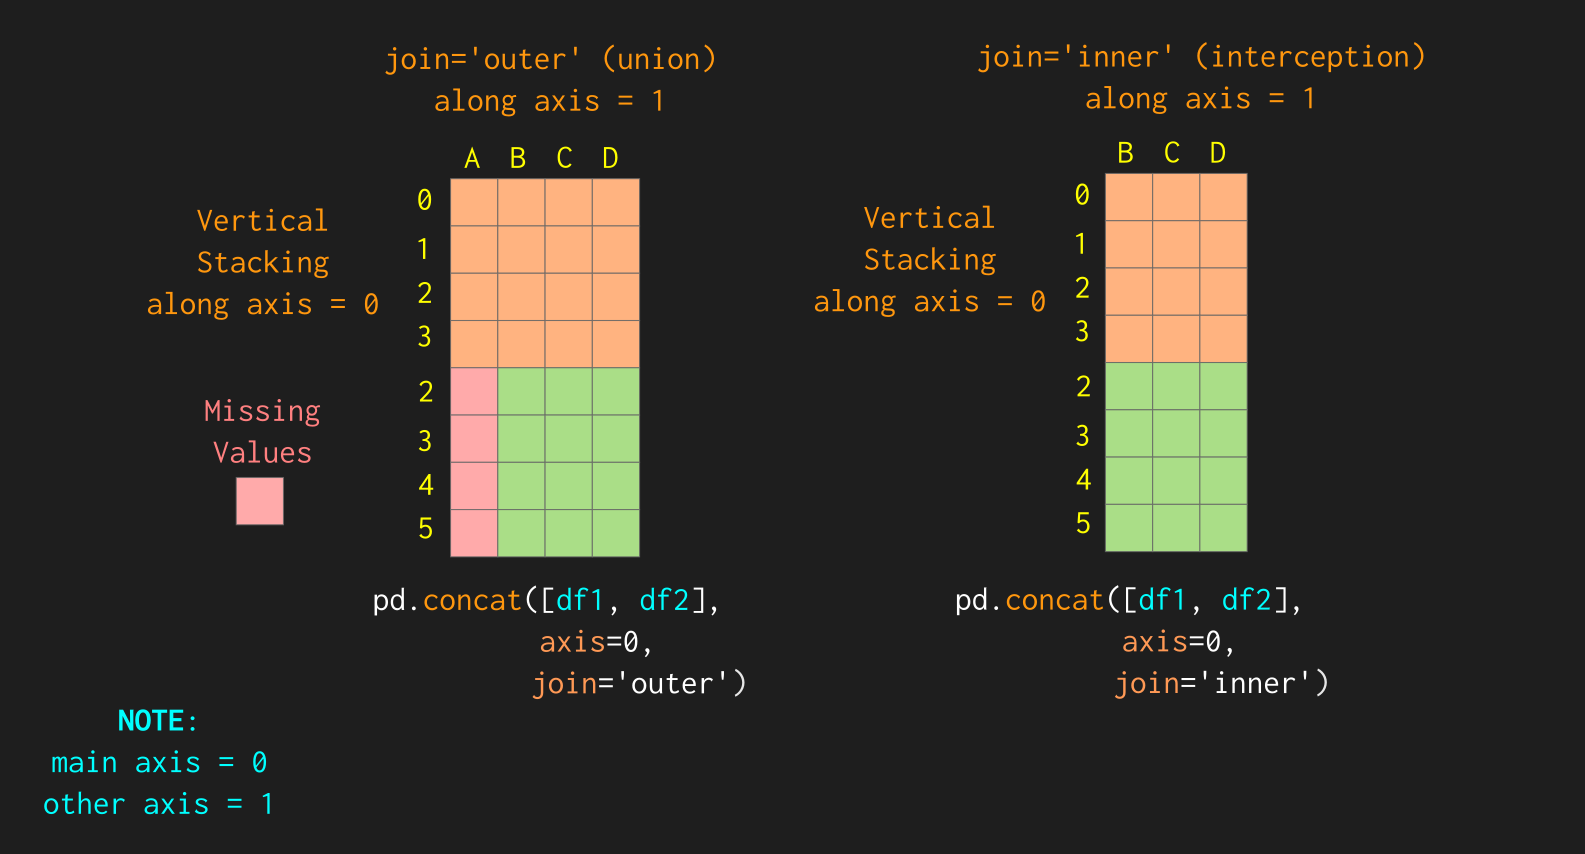 join='outer' (union)
along axis = 1
A B C D
Vertical
Stacking
along axis = 0
0
1
2
3
2
3
4
5
Missing
Values
pd.concat([df1, df2],
axis=0,
join='outer')
join='inner' (interception)
along axis = 1
B C D
Vertical
Stacking
along axis = 0
0
1
2
3
2
3
4
5
pd.concat([df1, df2],
axis=0,
join='inner')
NOTE:
main axis = 0
other axis = 1